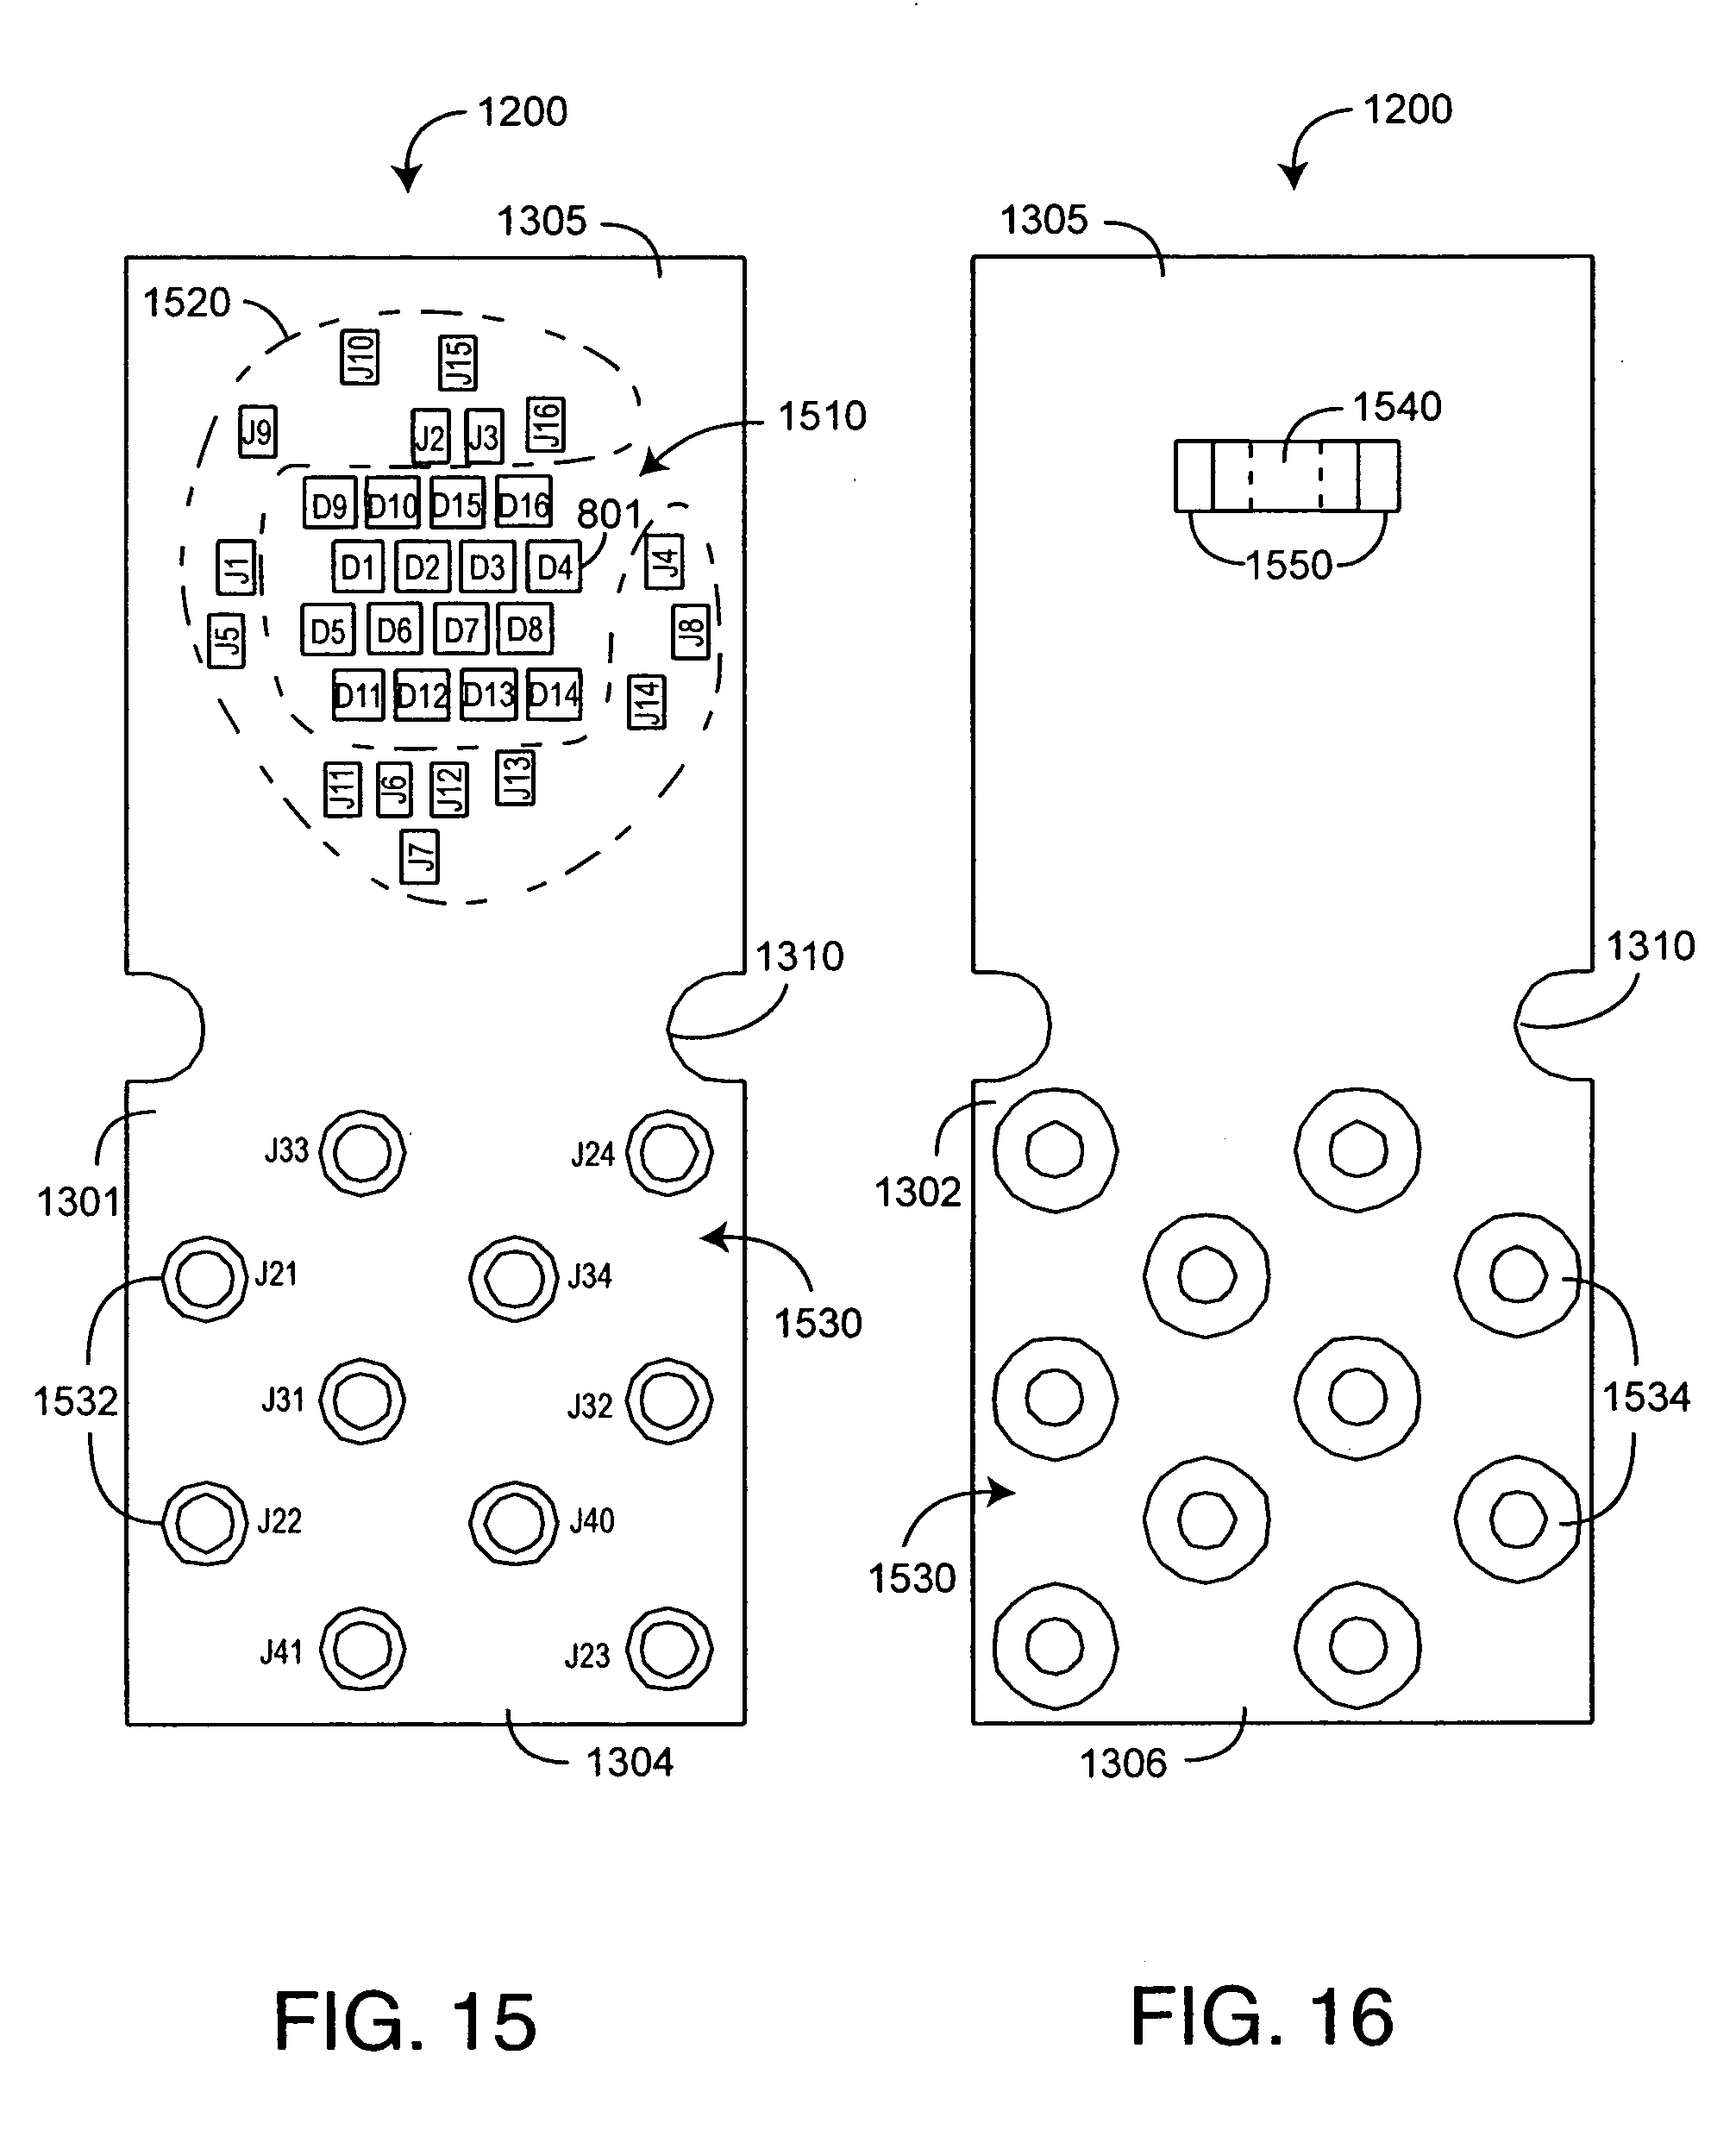 1200 1200
1305 1305
1520
J10 J15
1540
J9 J2 J3 J16 1510
D9 D10 D15 D16
801
J1 D1 D2 D3 D4 J4 1550
J5 D5 D6 D7 D8 J8
D11 D12 D13 D14 J14
J11 J6 J12 J13
J7
1310 1310
J33 J24
1301 1302
J21 J34
1530
1532 J31 J32 1534
J22 J40
1530
J41 J23
1304 1306
FIG. 15 FIG. 16